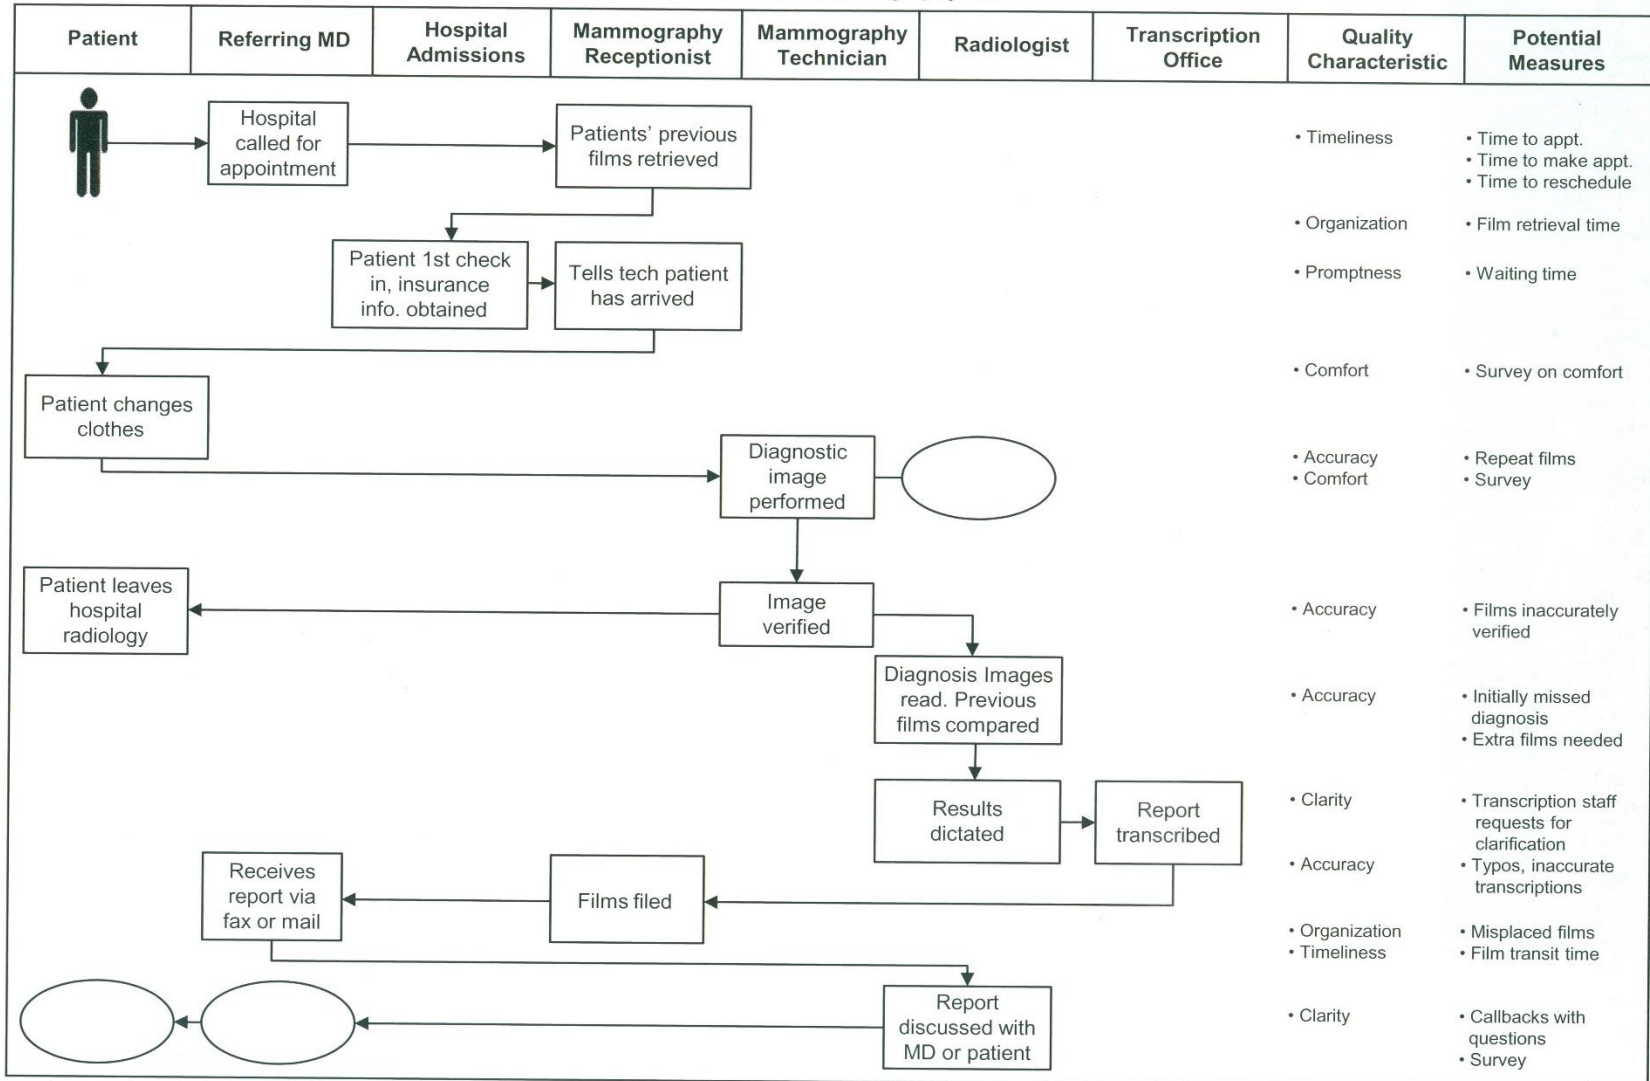 Patient
Referring MD
Hospital
Admissions
Mammography
Receptionist
Mammography
Technician
Radiologist
Transcription
Office
Quality
Characteristic
Potential
Measures
Hospital
called for
appointment
Patients' previous
films retrieved
• Timeliness
• Time to appt.
• Time to make appt.
• Time to reschedule
• Organization
• Film retrieval time
Patient 1st check
in, insurance
info. obtained
Tells tech patient
has arrived
• Promptness
• Waiting time
• Comfort
• Survey on comfort
Patient changes
clothes
Diagnostic
image
performed
• Accuracy
• Comfort
• Repeat films
• Survey
Patient leaves
hospital
radiology
Image
verified
• Accuracy
• Films inaccurately
verified
Diagnosis Images
read. Previous
films compared
• Accuracy
• Initially missed
diagnosis
• Extra films needed
Results
dictated
Report
transcribed
• Clarity
• Transcription staff
requests for
clarification
• Accuracy
• Typos, inaccurate
transcriptions
Receives
report via
fax or mail
Films filed
• Organization
• Timeliness
• Misplaced films
• Film transit time
Report
discussed with
MD or patient
• Clarity
• Callbacks with
questions
• Survey